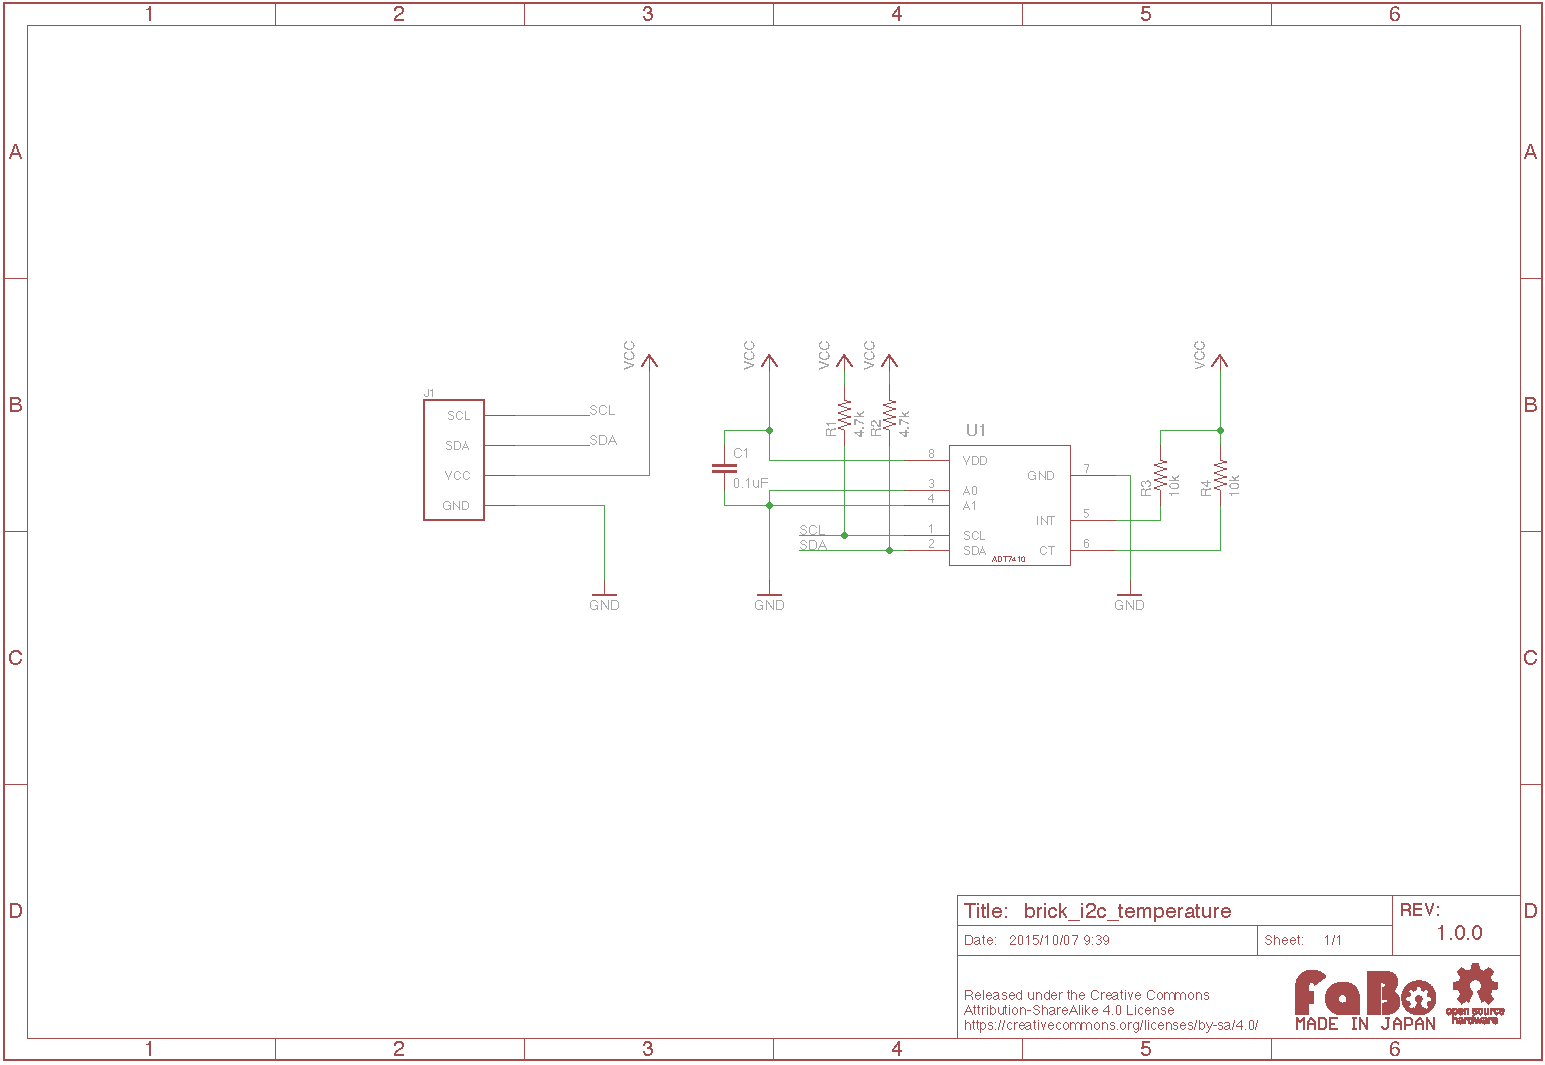 1 2 3 4 5 6
A A
B B
C C
D D
VCC
VCC
VCC
VCC
VCC
J1
SCL SCL
SDA SDA
VCC
GND
GND
C1
0.1uF
R1
4.7k
R2
4.7k
SCL
SDA
GND
U1
8 VDD
3 A0
4 A1
1 SCL
2 SDA
GND 7
INT 5
CT 6
ADT7410
GND
R3
10k
R4
10k
Title: brick_i2c_temperature
REV:
1.0.0
Date: 2015/10/07 9:39
Sheet: 1/1
Released under the Creative Commons
Attribution-ShareAlike 4.0 License
https://creativecommons.org/licenses/by-sa/4.0/
FaBo
MADE IN JAPAN
open source
hardware
1 2 3 4 5 6